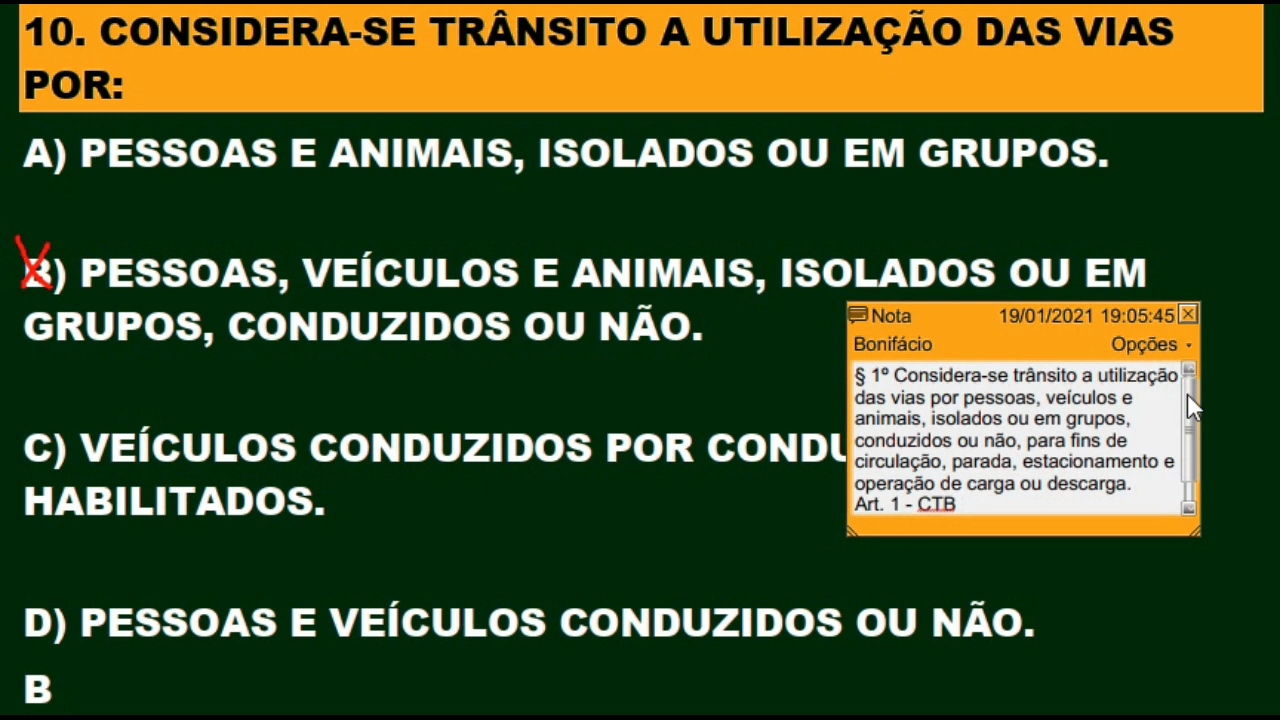 10. CONSIDERA-SE TRÂNSITO A UTILIZAÇÃO DAS VIAS
POR:
A) PESSOAS E ANIMAIS, ISOLADOS OU EM GRUPOS.
B) PESSOAS, VEÍCULOS E ANIMAIS, ISOLADOS OU EM
GRUPOS, CONDUZIDOS OU NÃO.
C) VEÍCULOS CONDUZIDOS POR
HABILITADOS.
Nota 19/01/2021 19:05:45
Bonifácio Opções
§ 1º Considera-se trânsito a utilização
das vias por pessoas, veículos e
animais, isolados ou em grupos,
conduzidos ou não, para fins de
circulação, parada, estacionamento e
operação de carga ou descarga.
Art. 1 - CTB
D) PESSOAS E VEÍCULOS CONDUZIDOS OU NÃO.
B